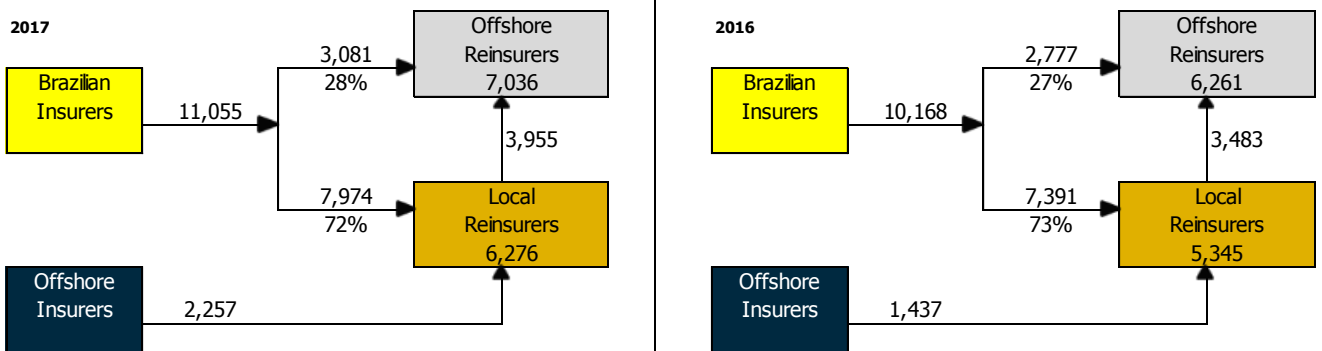 2017
Brazilian
Insurers
11,055
3,081
28%
Offshore
Reinsurers
7,036
3,955
7,974
72%
Local
Reinsurers
6,276
Offshore
Insurers
2,257
2016
Brazilian
Insurers
10,168
2,777
27%
Offshore
Reinsurers
6,261
3,483
7,391
73%
Local
Reinsurers
5,345
Offshore
Insurers
1,437